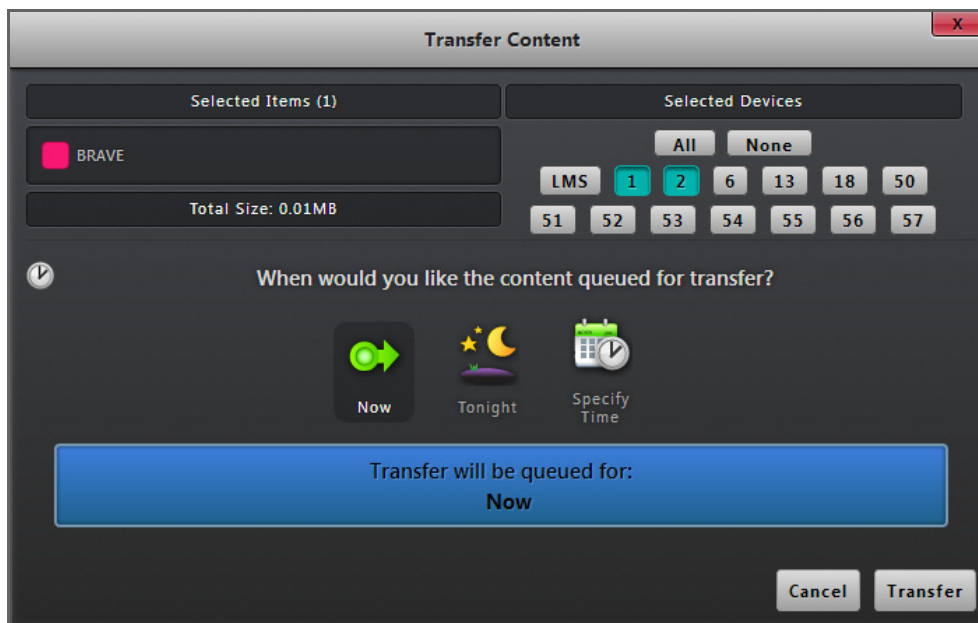 Transfer Content
X
Selected Items (1)
Selected Devices
BRAVE
All None
LMS 1 2 6 13 18 50
Total Size: 0.01MB
51 52 53 54 55 56 57
When would you like the content queued for transfer?
Now
Tonight
Specify
Time
Transfer will be queued for:
Now
Cancel Transfer